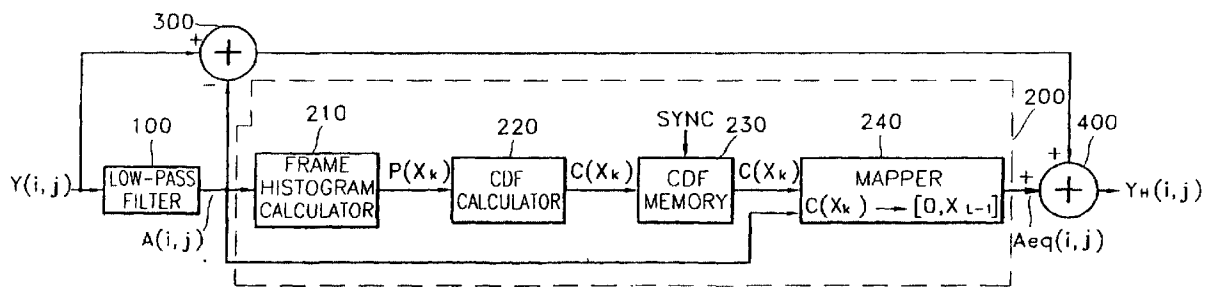 300
+
+
−
200
100
210
220
SYNC
230
240
400
+
Y(i,j)
LOW-PASS
FILTER
A(i,j)
FRAME
HISTOGRAM
CALCULATOR
P(Xk)
CDF
CALCULATOR
C(Xk)
CDF
MEMORY
C(Xk)
MAPPER
C(Xk) → [0,XL-1]
+
Aeq(i,j)
+
YH(i,j)